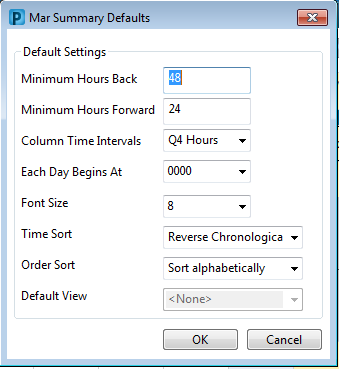 P Mar Summary Defaults
Default Settings
Minimum Hours Back 48
Minimum Hours Forward 24
Column Time Intervals Q4 Hours
Each Day Begins At 0000
Font Size 8
Time Sort Reverse Chronologica
Order Sort Sort alphabetically
Default View <None>
OK Cancel